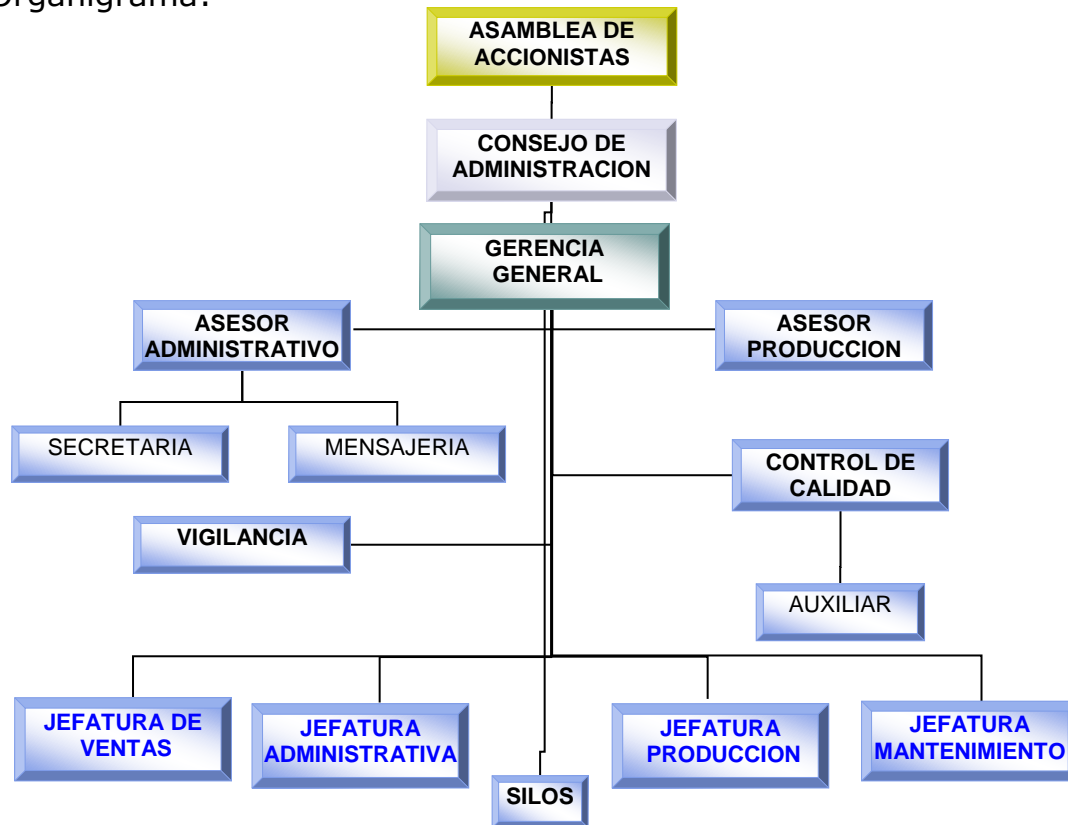 organigrama:
ASAMBLEA DE
ACCIONISTAS
CONSEJO DE
ADMINISTRACION
GERENCIA
GENERAL
ASESOR
ADMINISTRATIVO
ASESOR
PRODUCCION
SECRETARIA
MENSAJERIA
CONTROL DE
CALIDAD
VIGILANCIA
AUXILIAR
JEFATURA DE
VENTAS
JEFATURA
ADMINISTRATIVA
JEFATURA
PRODUCCION
JEFATURA
MANTENIMIENTO
SILOS